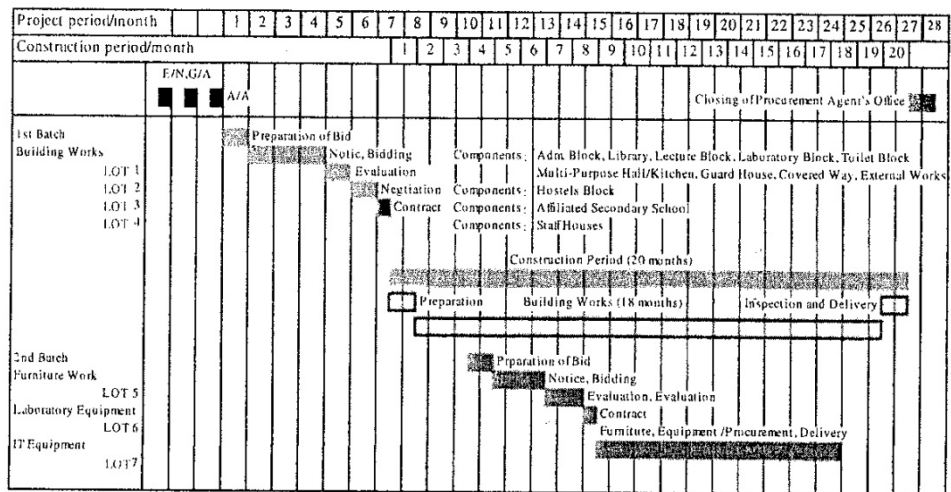 Project period/month 1 2 3 4 5 6 7 8 9 10 11 12 13 14 15 16 17 18 19 20 21 22 23 24 25 26 27 28
Construction period/month 1 2 3 4 5 6 7 8 9 10 11 12 13 14 15 16 17 18 19 20
E/N,G/A
A/A
Closing of Procurement Agent's Office
1st Batch
Preparation of Bid
Building Works
Notic, Bidding
Components: Adm Block, Library, Lecture Block, Laboratory Block, Toilet Block
LOT 1
Evaluation
Multi-Purpose Hall/Kitchen, Guard House, Covered Way, External Works
LOT 2
Negtiation
Components: Hostels Block
LOT 3
Contract
Components: Affiliated Secondary School
LOT 4
Components: Staff Houses
Construction Period (20 months)
Preparation
Building Works (18 months)
Inspection and Delivery
2nd Batch
Prparation of Bid
Furniture Work
Notice, Bidding
LOT 5
Evaluation, Evaluation
Laboratory Equipment
Contract
LOT 6
Furniture, Equipment /Procurement, Delivery
IT Equipment
LOT 7